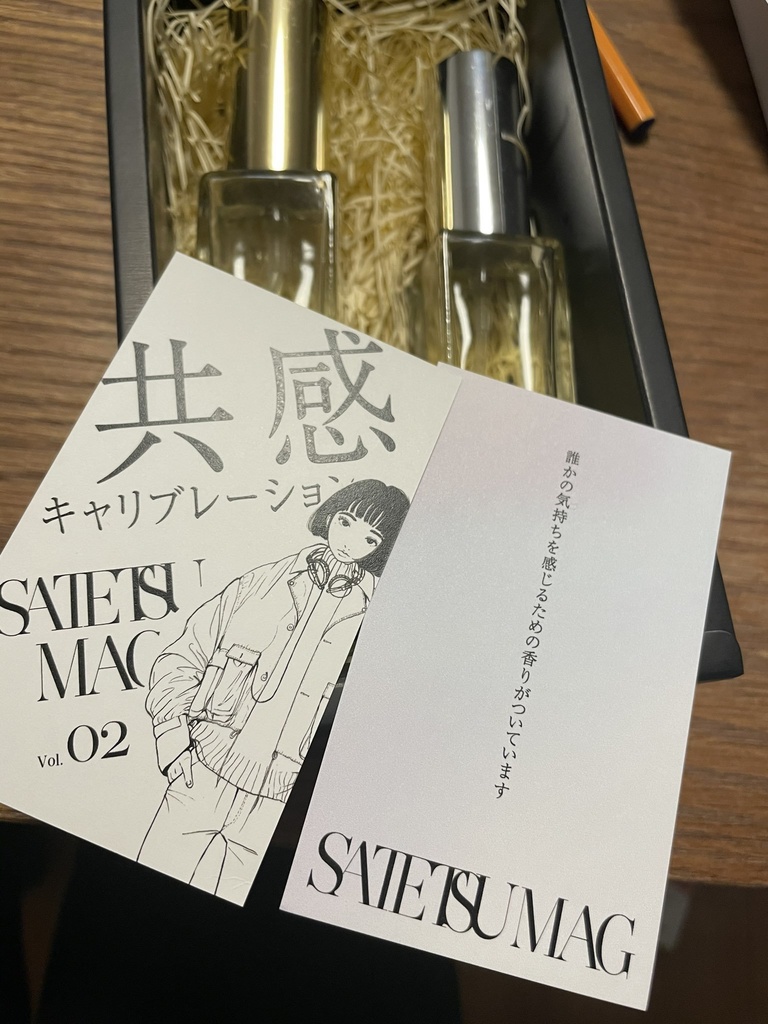 共感
キャリブレーション
SATETSU
MAG
Vol. 02
誰かの気持ちを感じるための香りがついています
SATETSU MAG